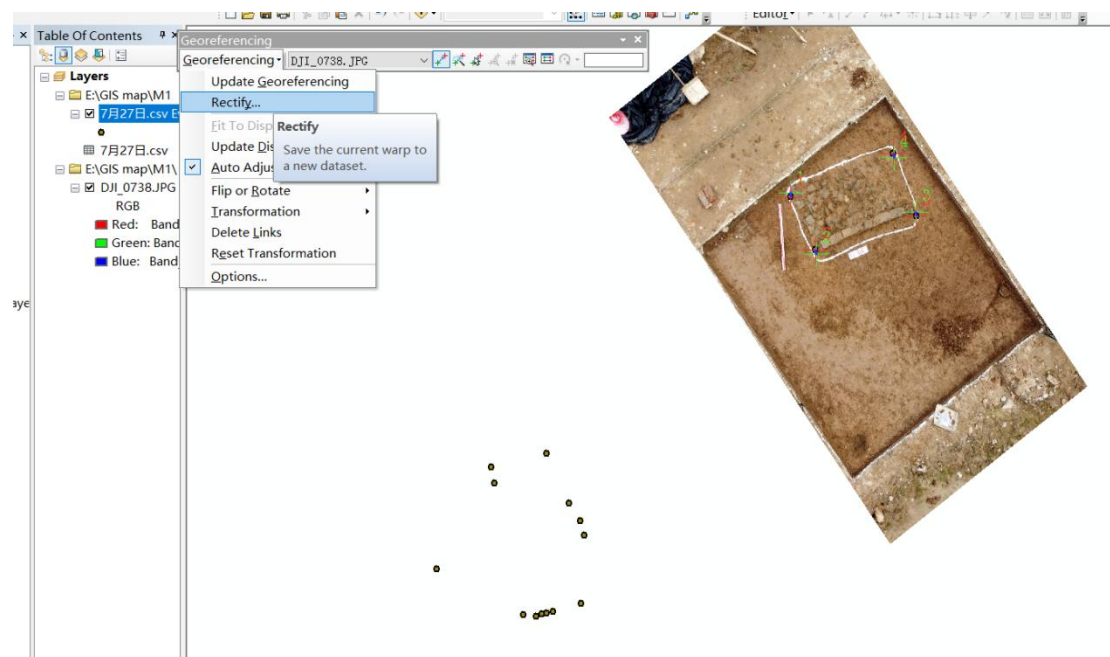 Editor
Table Of Contents
Georeferencing
Georeferencing
DJI_0738.JPG
Layers
E:\GIS map\M1
7月27日.csv E
7月27日.csv
E:\GIS map\M1\
DJI_0738.JPG
RGB
Red: Band
Green: Band
Blue: Band_
Update Georeferencing
Rectify...
Fit To Disp
Update Dis
Auto Adjus
Flip or Rotate
Transformation
Delete Links
Reset Transformation
Options...
Rectify
Save the current warp to
a new dataset.
aye